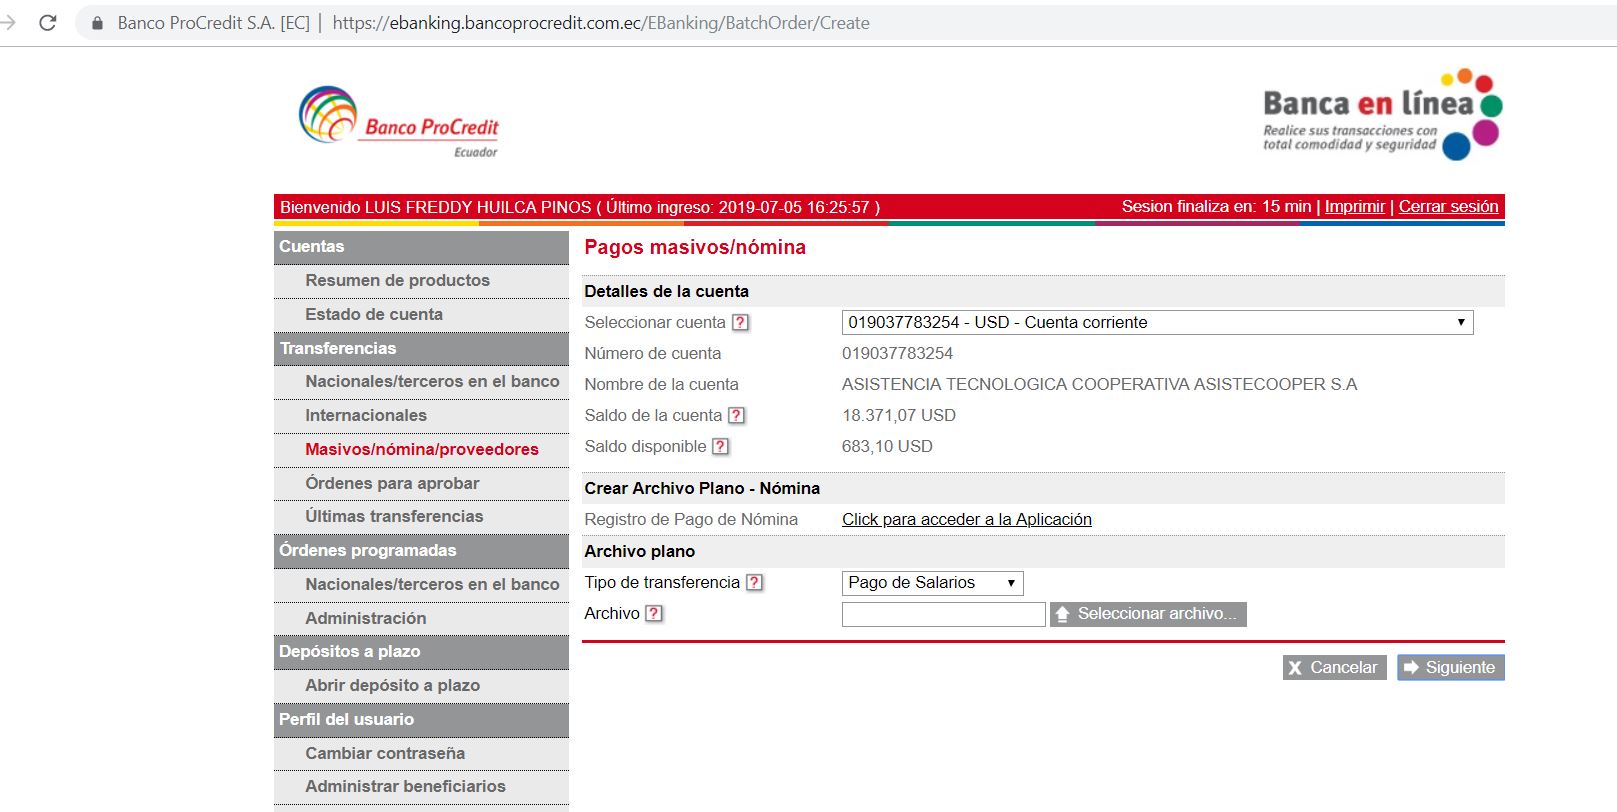 Banco ProCredit S.A. [EC] | https://ebanking.bancoprocredit.com.ec/EBanking/BatchOrder/Create
Banco ProCredit
Ecuador
Banca en línea
Realice sus transacciones con
total comodidad y seguridad
Bienvenido LUIS FREDDY HUILCA PINOS ( Último ingreso: 2019-07-05 16:25:57 ) Sesion finaliza en: 15 min | Imprimir | Cerrar sesión
Cuentas
Resumen de productos
Estado de cuenta
Transferencias
Nacionales/terceros en el banco
Internacionales
Masivos/nómina/proveedores
Órdenes para aprobar
Últimas transferencias
Órdenes programadas
Nacionales/terceros en el banco
Administración
Depósitos a plazo
Abrir depósito a plazo
Perfil del usuario
Cambiar contraseña
Administrar beneficiarios
Pagos masivos/nómina
Detalles de la cuenta
Seleccionar cuenta ? 019037783254 - USD - Cuenta corriente
Número de cuenta 019037783254
Nombre de la cuenta ASISTENCIA TECNOLOGICA COOPERATIVA ASISTECOOPER S.A
Saldo de la cuenta ? 18.371,07 USD
Saldo disponible ? 683,10 USD
Crear Archivo Plano - Nómina
Registro de Pago de Nómina Click para acceder a la Aplicación
Archivo plano
Tipo de transferencia ? Pago de Salarios
Archivo ? Seleccionar archivo...
X Cancelar Siguiente